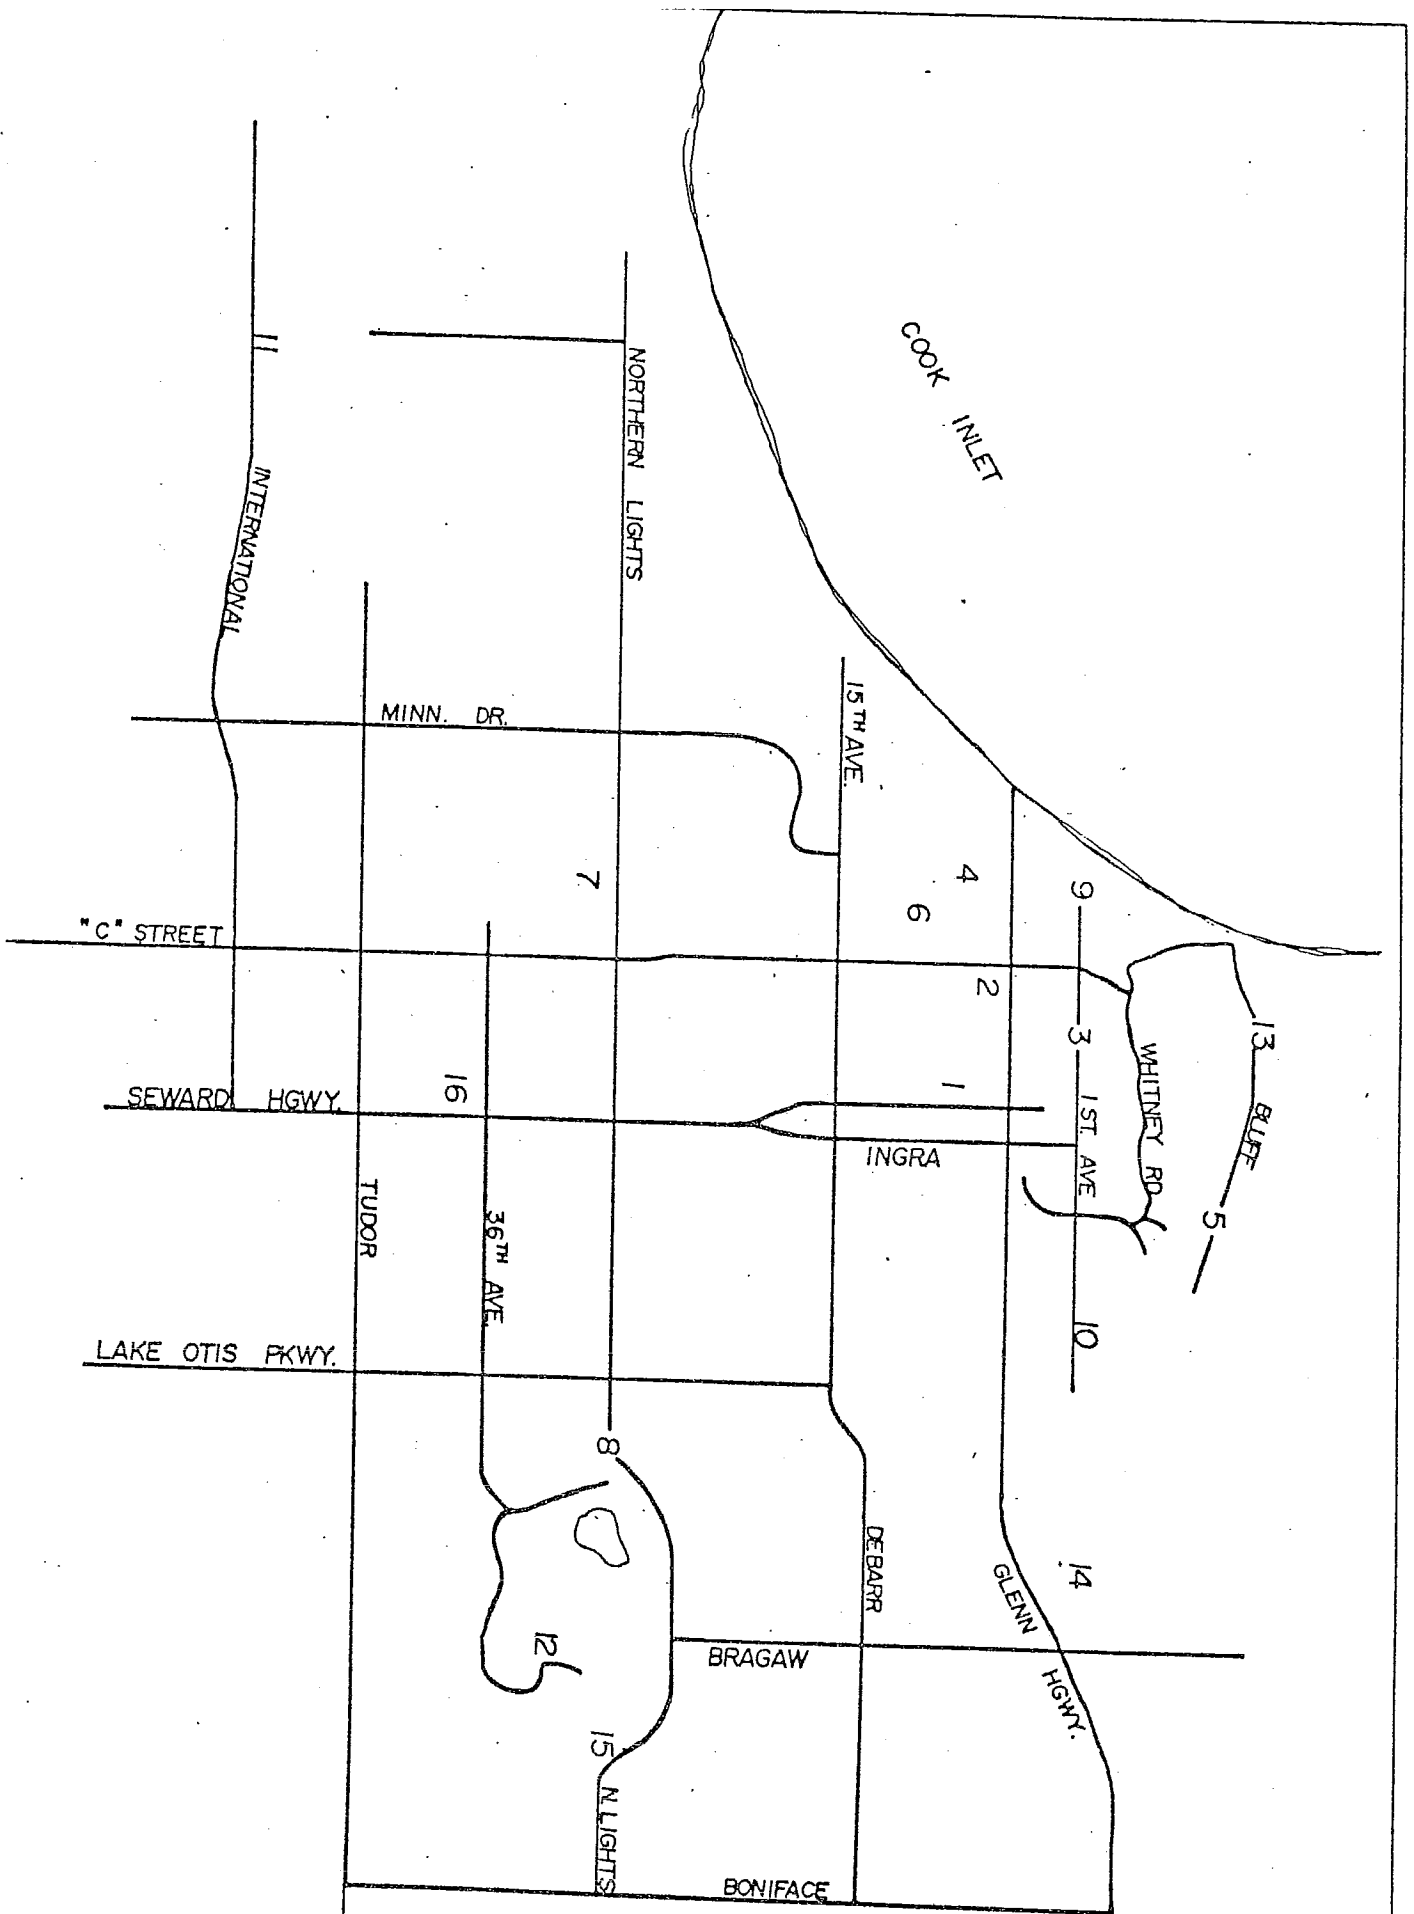 COOK INLET
NORTHERN LIGHTS
11
INTERNATIONAL
MINN. DR.
15TH AVE.
4
9
6
7
"C" STREET
2
13
3
WHITNEY RD
BLUFF
1
16
SEWARD HGWY.
1ST. AVE
INGRA
5
TUDOR
36TH AVE.
10
LAKE OTIS PKWY.
8
DEBARR
14
GLENN HGWY.
12
BRAGAW
15
N. LIGHTS
BONIFACE